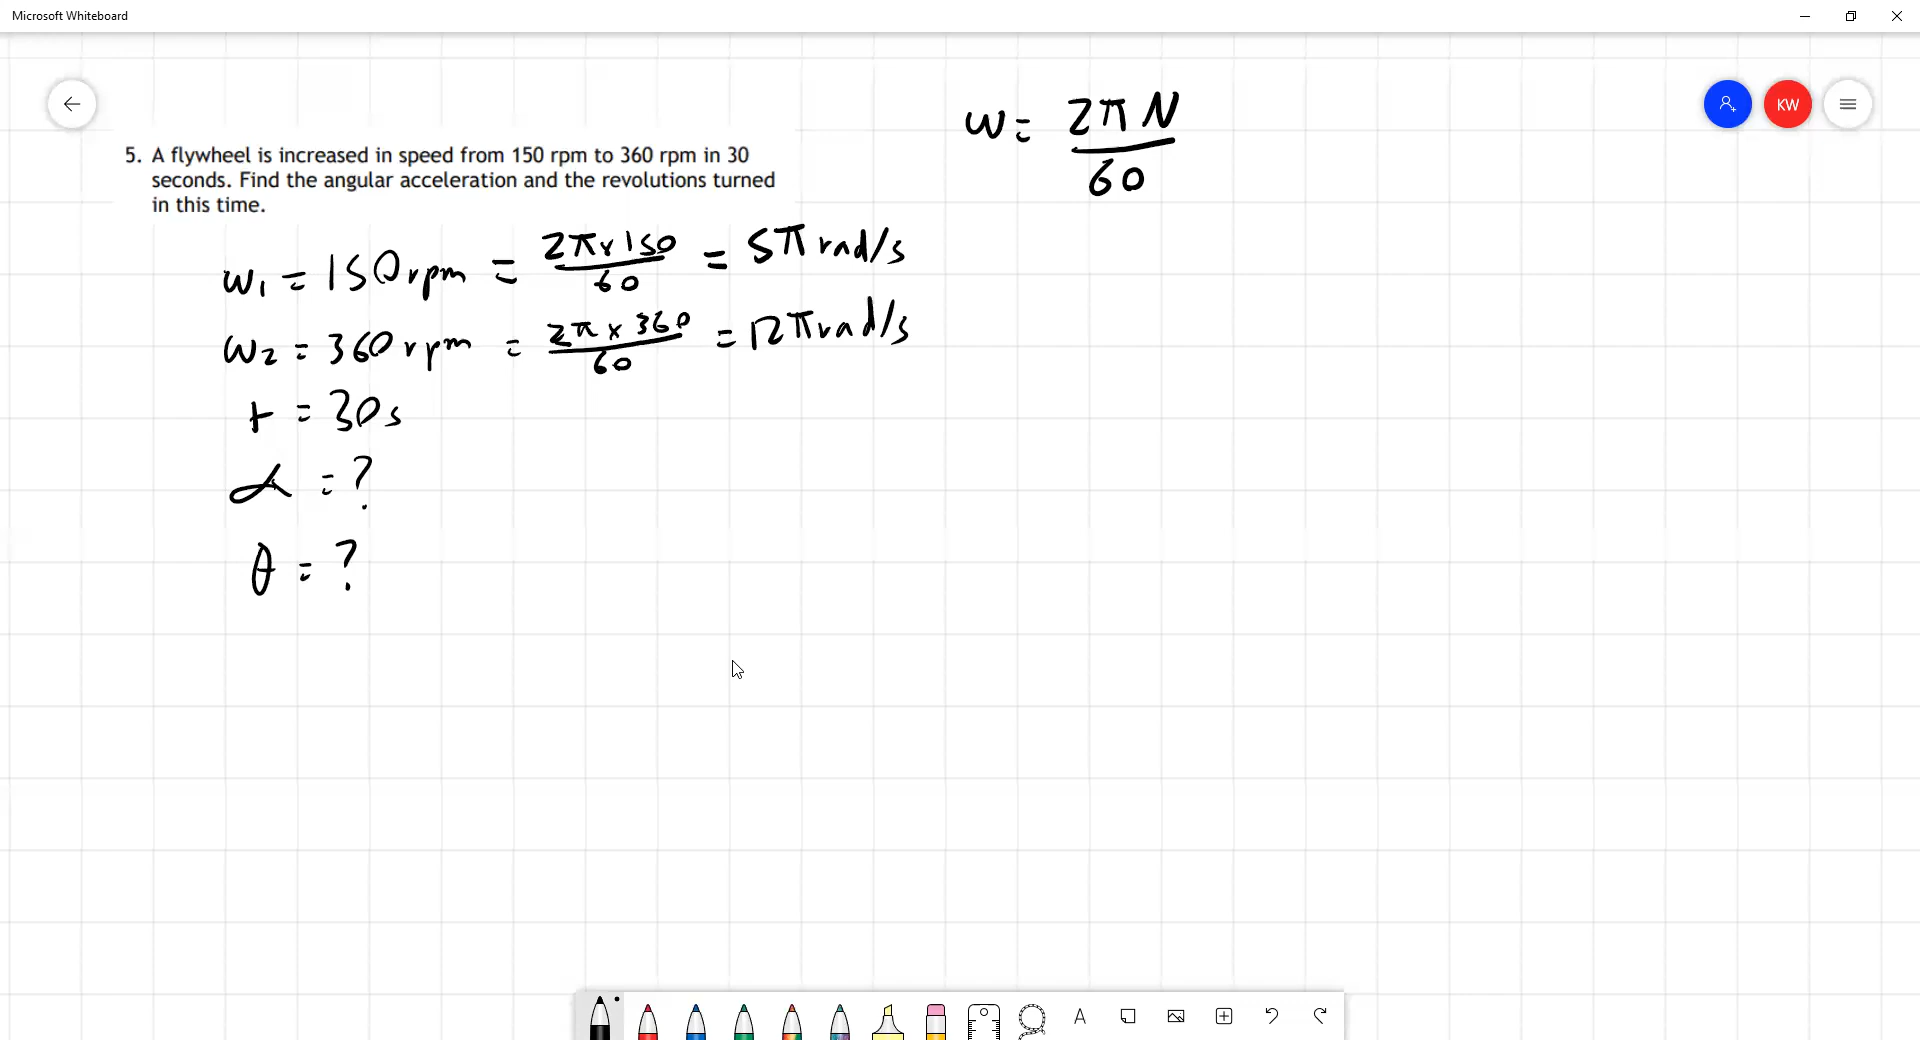 Microsoft Whiteboard
KW
ω = 2πN / 60
5. A flywheel is increased in speed from 150 rpm to 360 rpm in 30
seconds. Find the angular acceleration and the revolutions turned
in this time.
ω₁ = 150 rpm = 2π × 150 / 60 = 5π rad/s
ω₂ = 360 rpm = 2π × 360 / 60 = 12π rad/s
t = 30s
α = ?
θ = ?
A